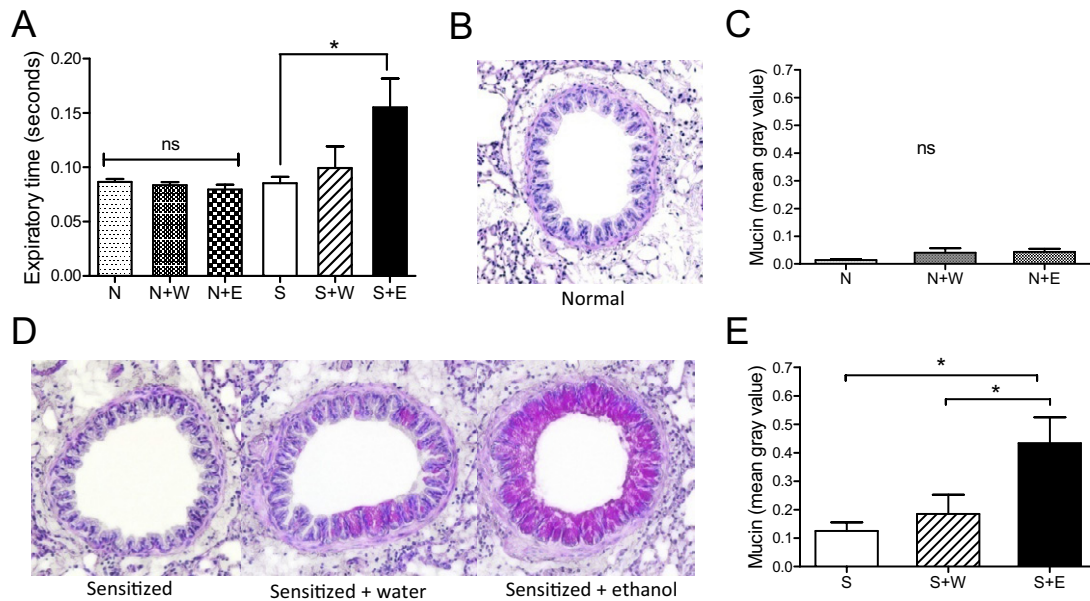 A
Expiratory time (seconds)
0.20
0.15
0.10
0.05
0.00
ns
*
N N+W N+E S S+W S+E
B
Normal
C
Mucin (mean gray value)
0.7
0.6
0.5
0.4
0.3
0.2
0.1
0.0
ns
N N+W N+E
D
Sensitized Sensitized + water Sensitized + ethanol
E
Mucin (mean gray value)
0.7
0.6
0.5
0.4
0.3
0.2
0.1
0.0
*
*
S S+W S+E